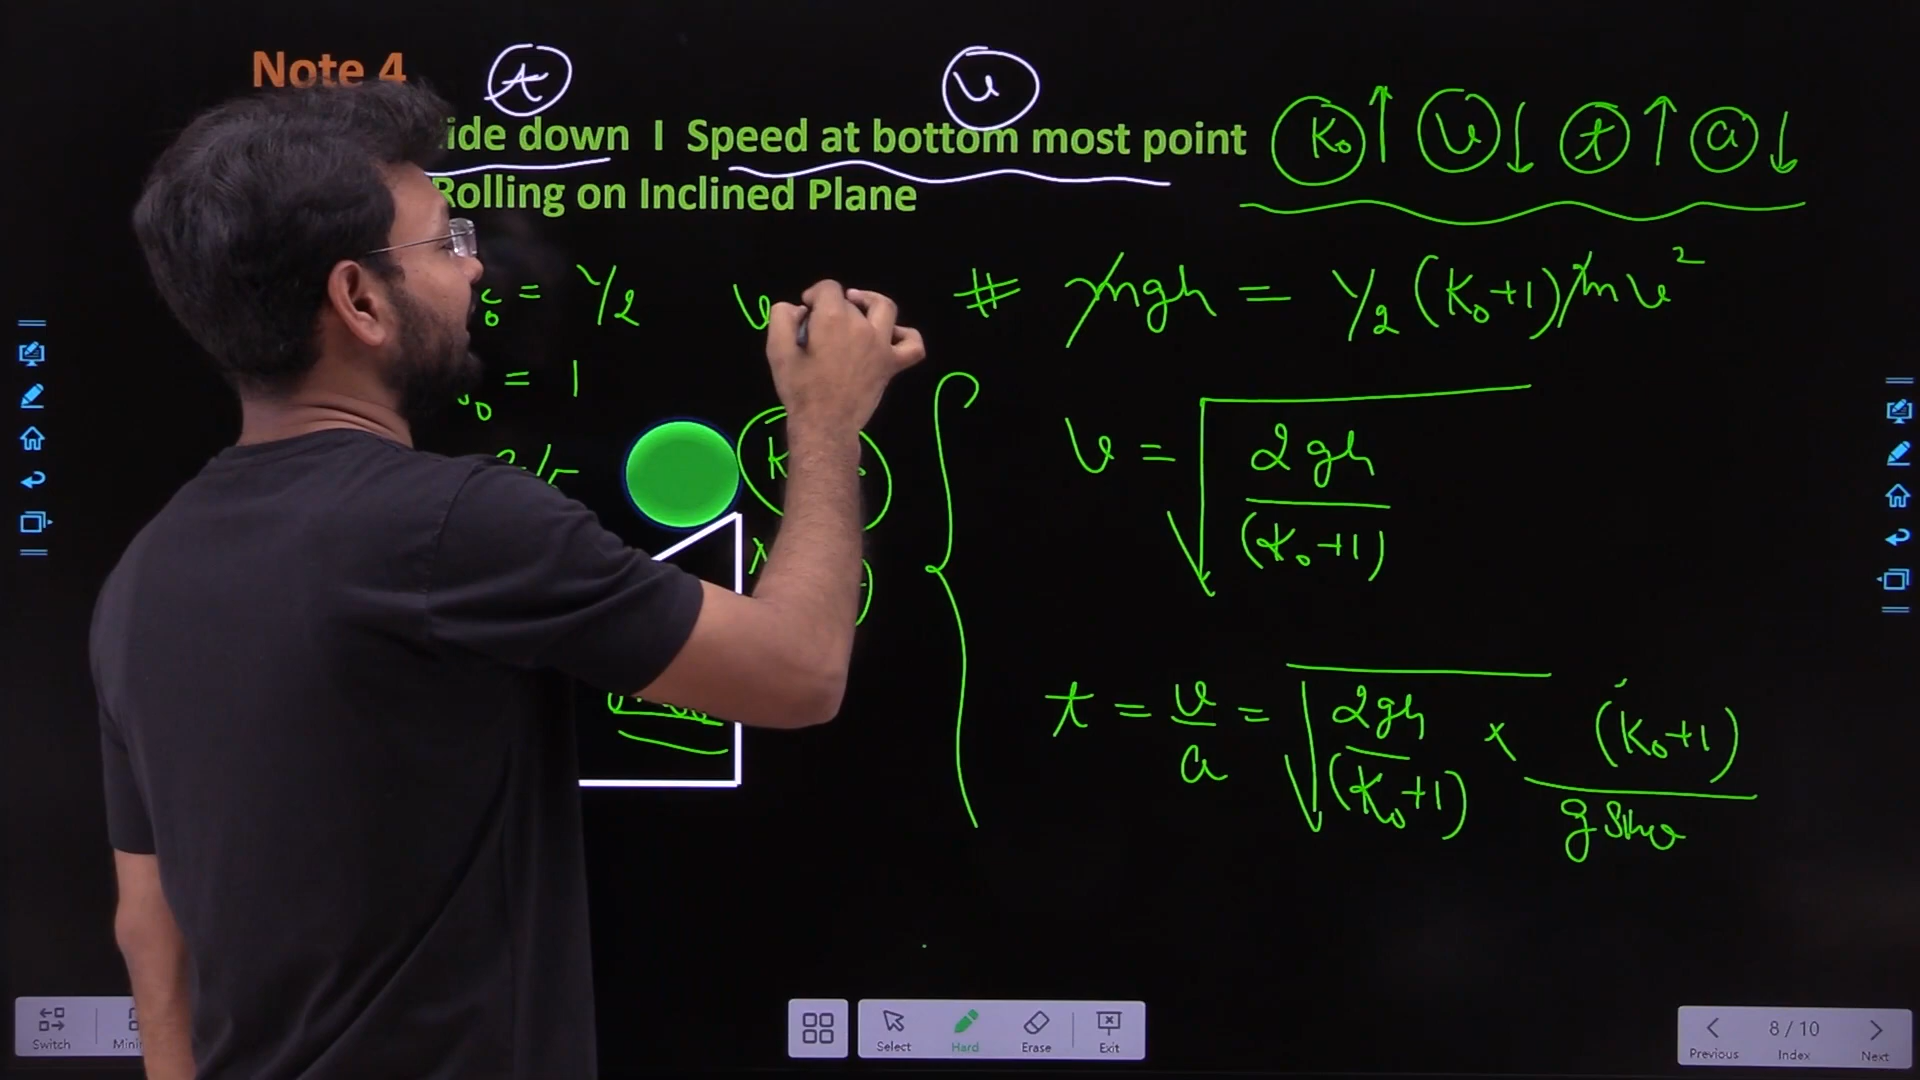 Note 4 t v
ide down I Speed at bottom most point K₀ ↑ v ↓ t ↑ a ↓
Rolling on Inclined Plane
= 1/2 v # mgh = 1/2 (K₀+1) mv²
₀ = 1
v = √(2gh/(K₀+1))
t = v/a = √(2gh/(K₀+1)) × (K₀+1)/(g sinθ)
Switch Select Hard Erase Exit Previous 8 / 10 Index Next